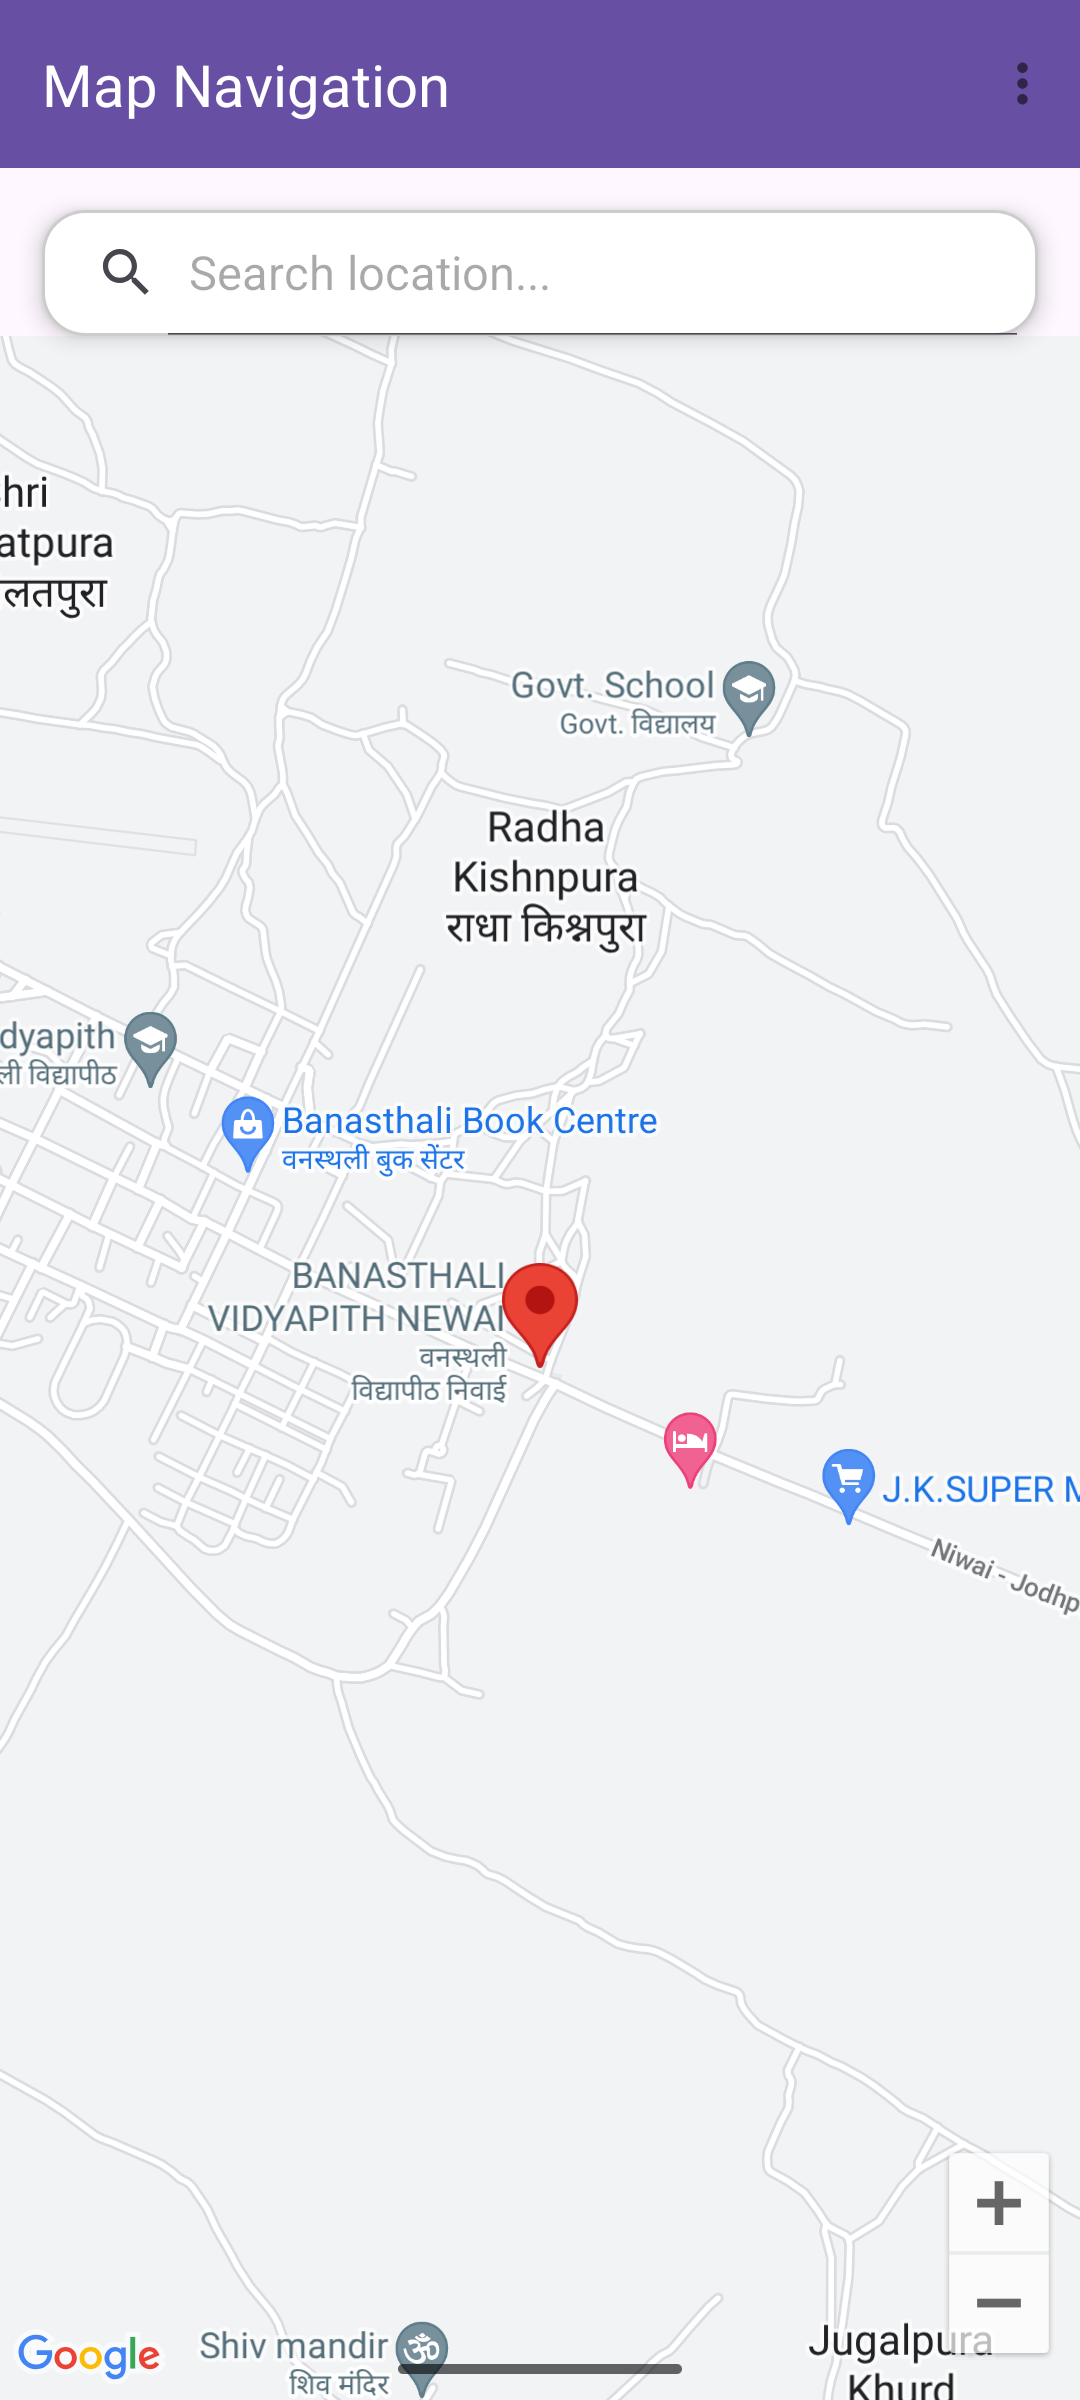 Map Navigation
Search location...
hri
atpura
लतपुरा
Govt. School
Govt. विद्यालय
Radha
Kishnpura
राधा किश्नपुरा
dyapith
ली विद्यापीठ
Banasthali Book Centre
वनस्थली बुक सेंटर
BANASTHALI
VIDYAPITH NEWAI
वनस्थली
विद्यापीठ निवाई
J.K.SUPER M
Niwai - Jodhp
Google
Shiv mandir
शिव मंदिर
Jugalpura
Khurd